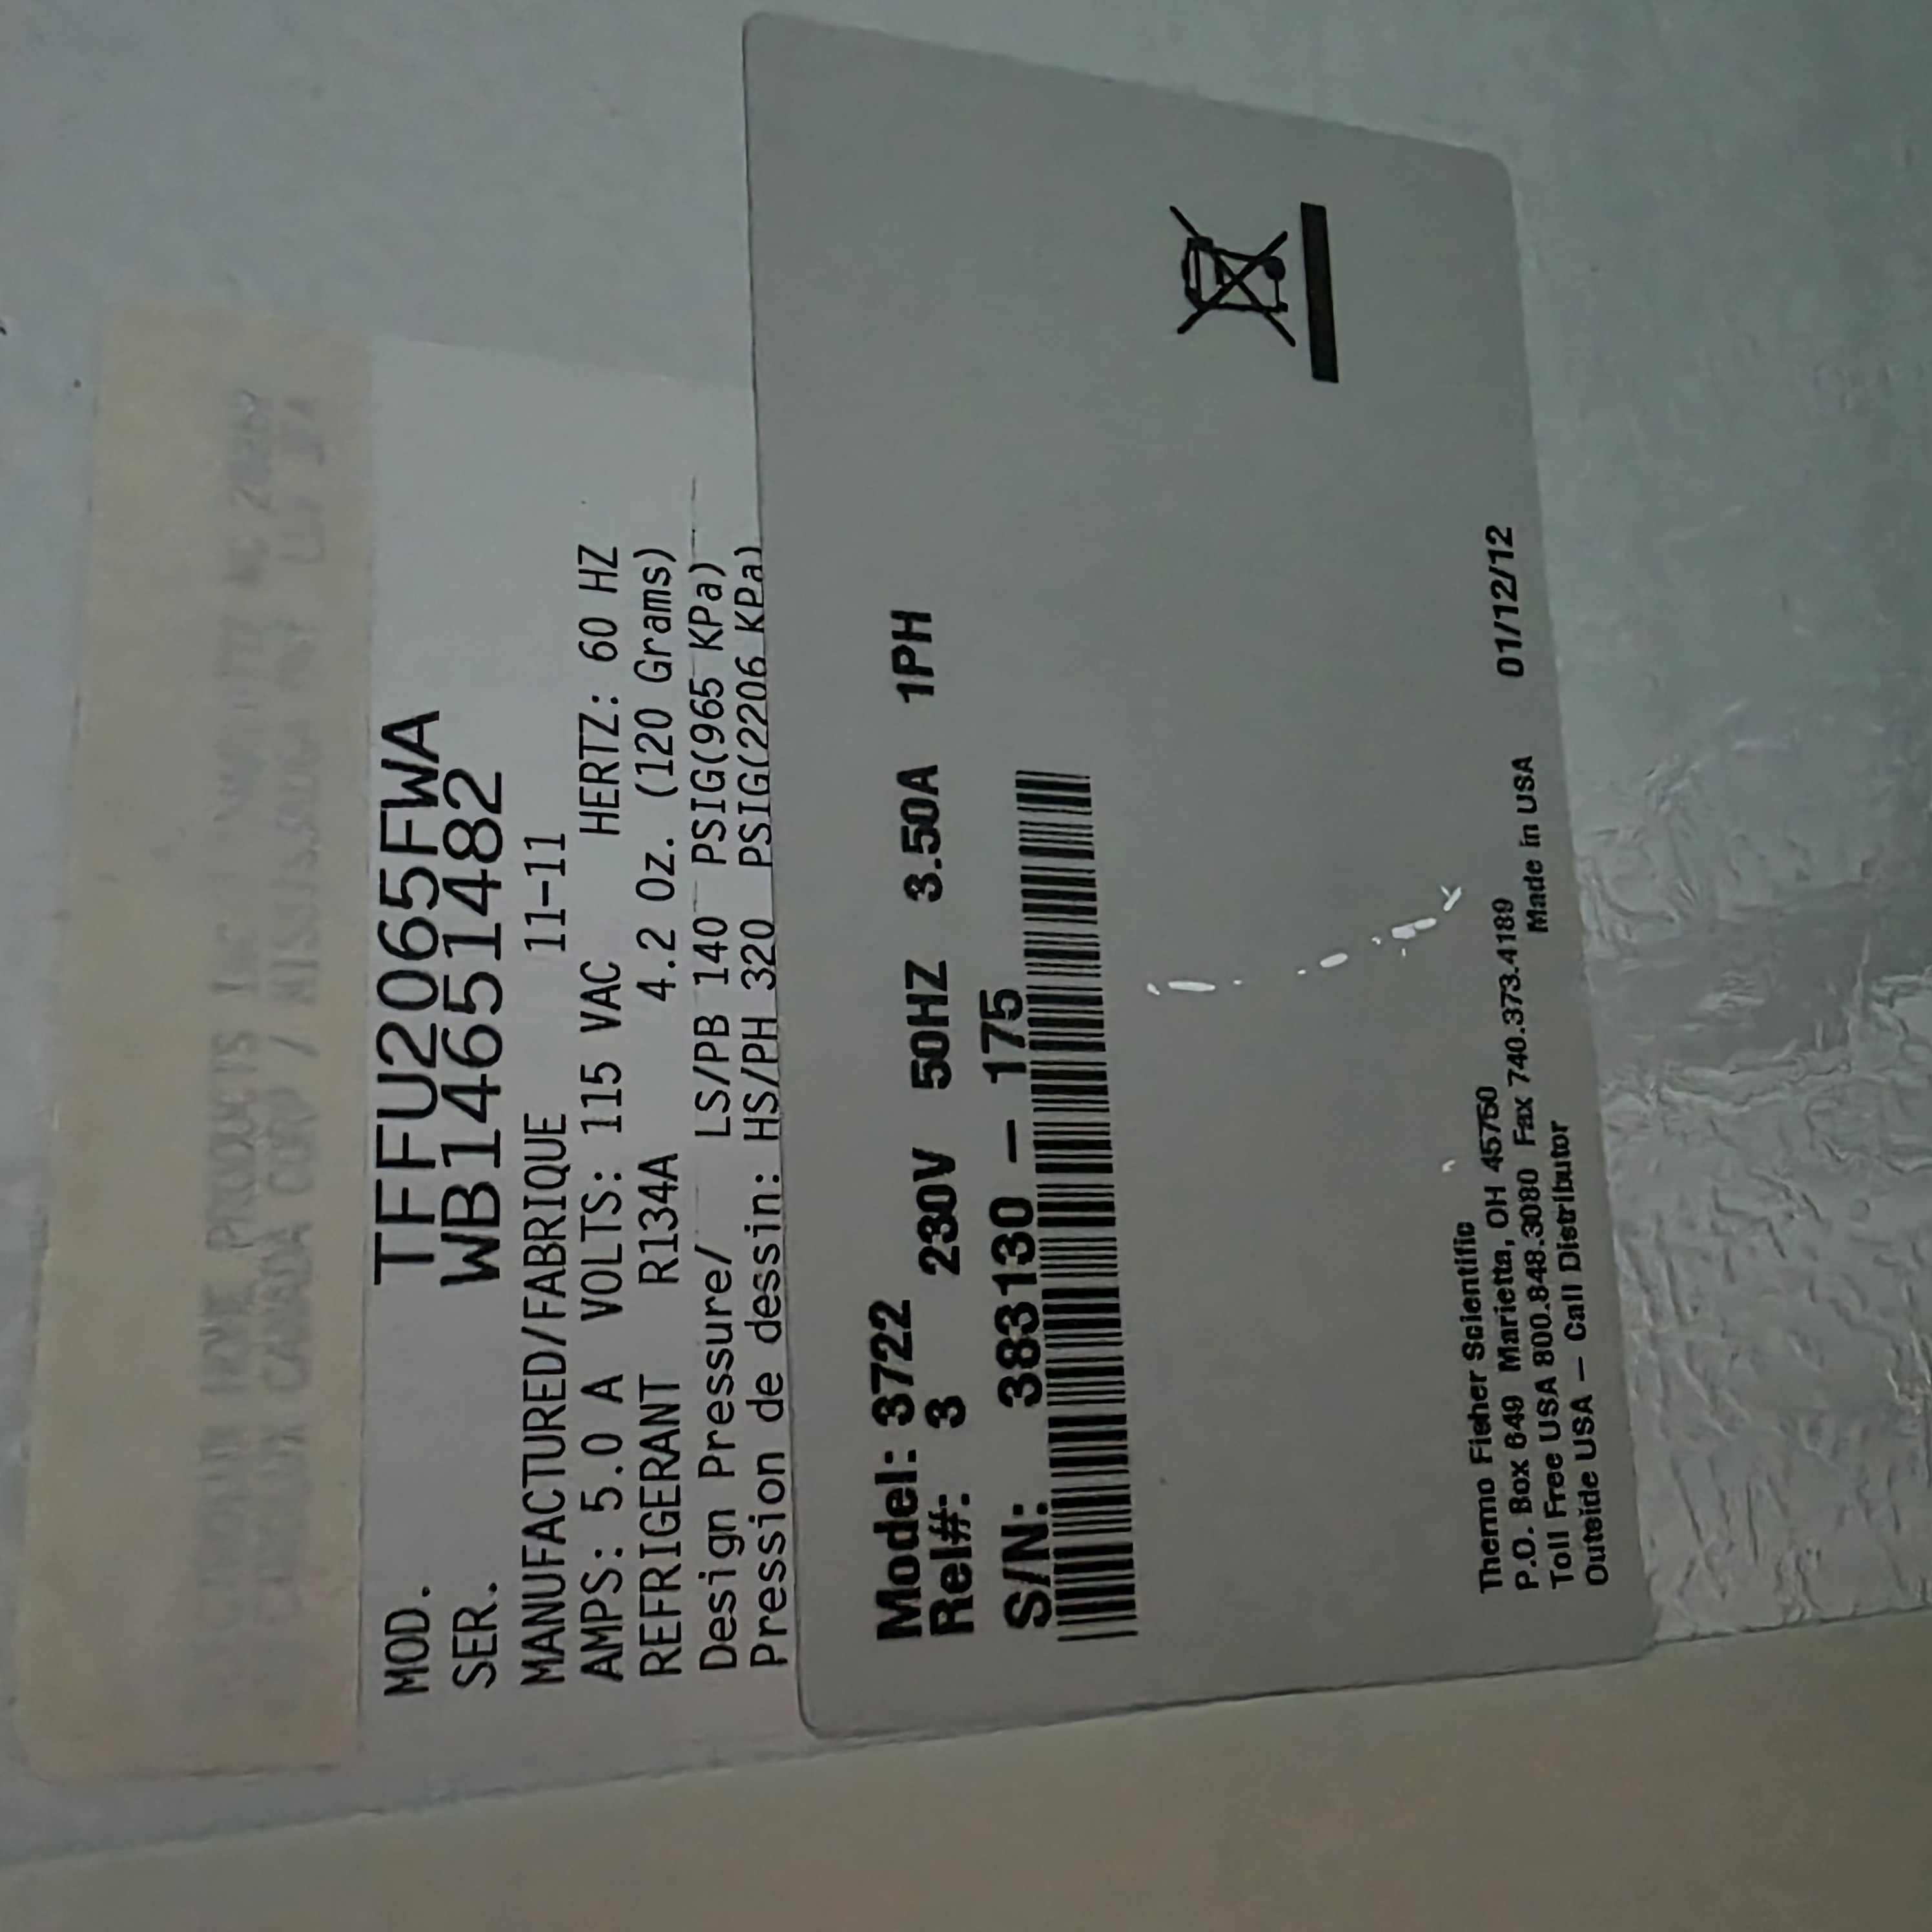 MOD. TFFU2065FWA
SER. WB14651482
MANUFACTURED/FABRIQUE 11-11
AMPS: 5.0 A VOLTS: 115 VAC HERTZ: 60 HZ
REFRIGERANT R134A 4.2 Oz. (120 Grams)
Design Pressure/ LS/PB 140 PSIG(965 KPa)
Pression de dessin: HS/PH 320 PSIG(2206 KPa)
Model: 3722
Rel#: 3 230V 50HZ 3.50A 1PH
S/N: 383130 – 175
Thermo Fisher Scientific
P.O. Box 649 Marietta, OH 45750
Toll Free USA 800.848.3080 Fax 740.373.4189
Outside USA – Call Distributor
Made in USA 01/12/12